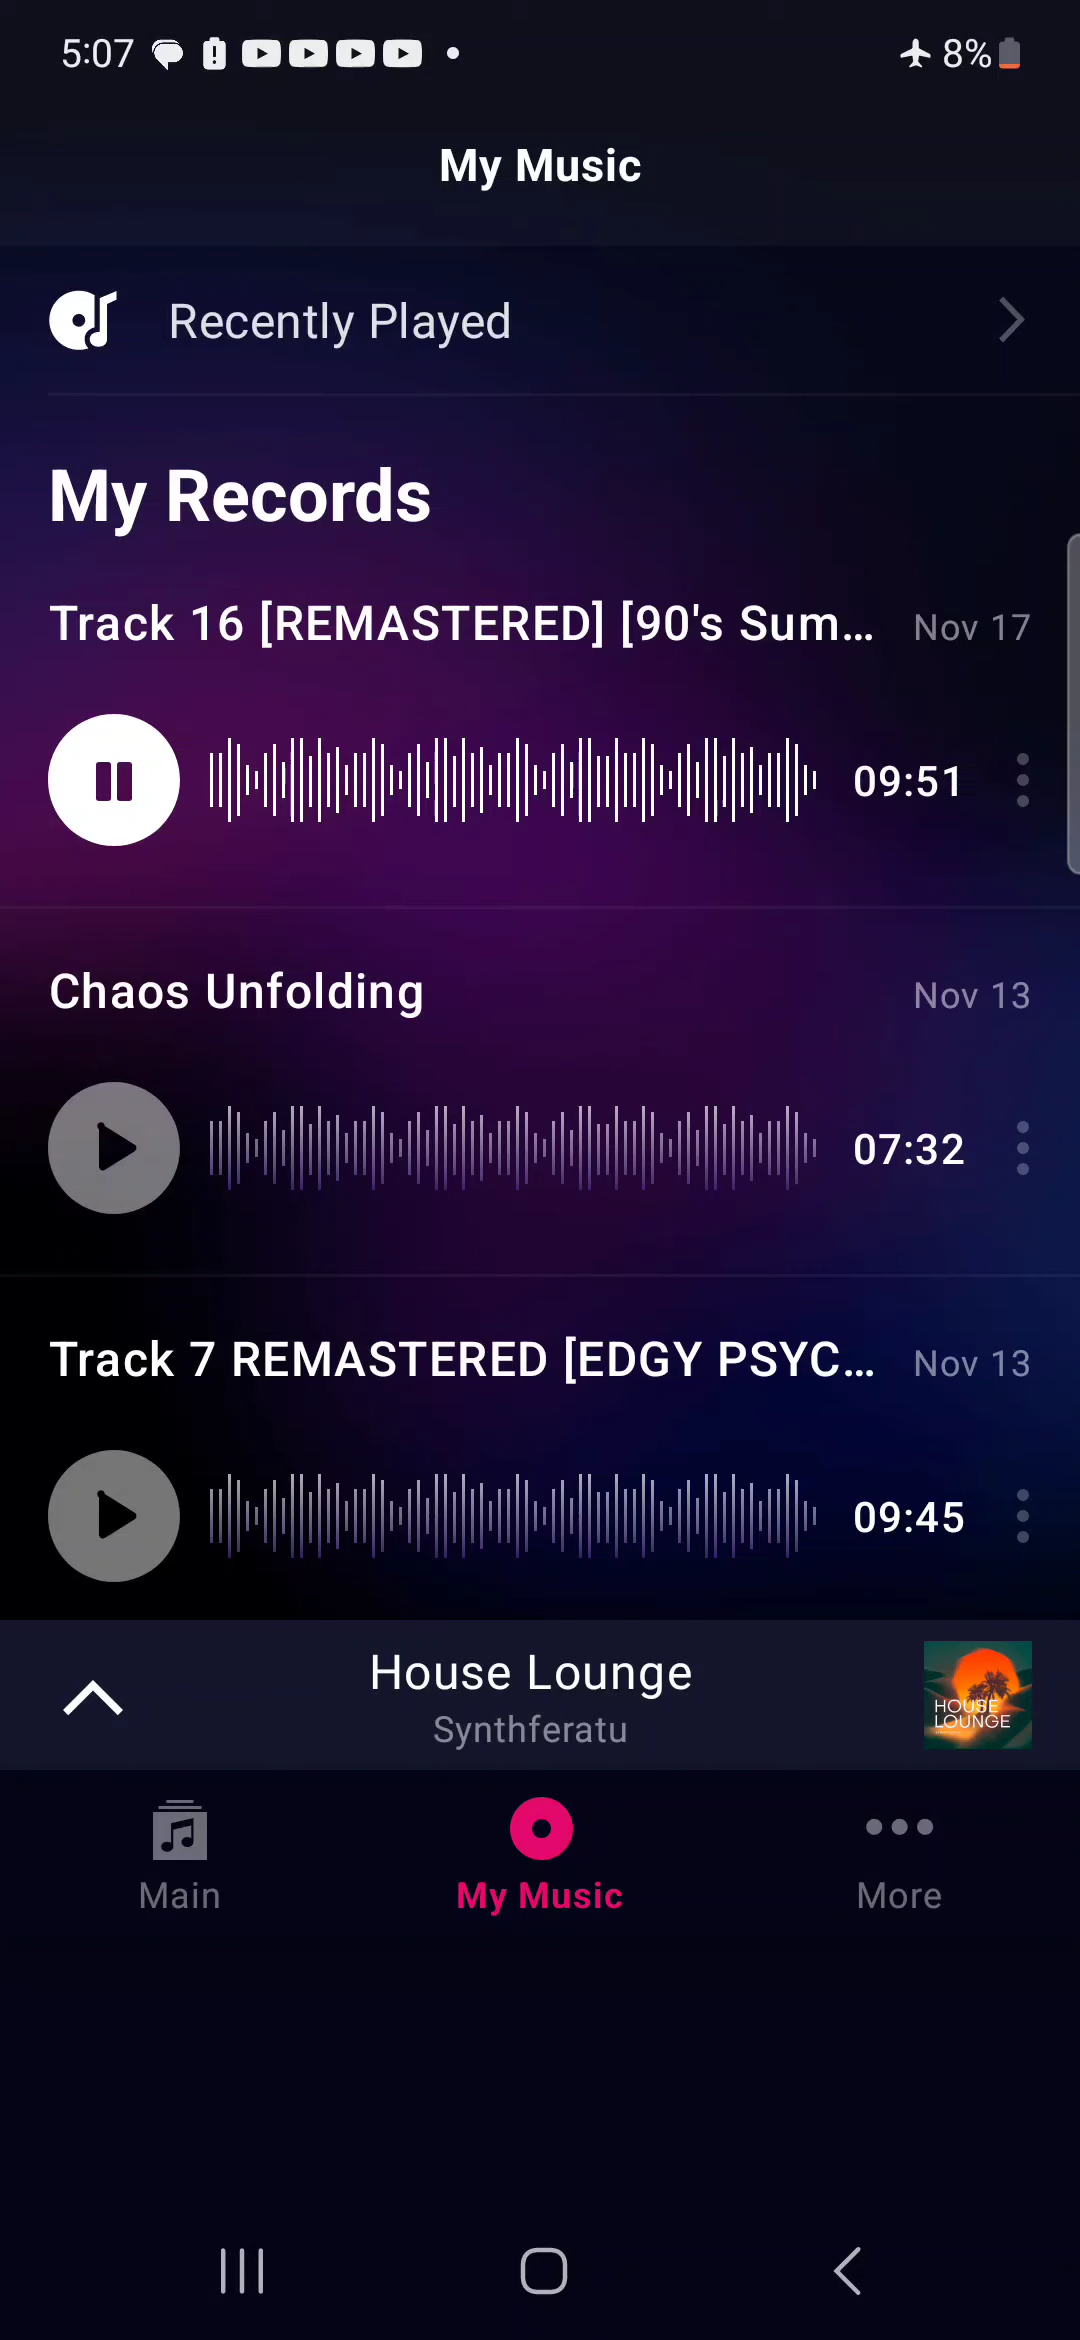 5:07
8%
My Music
Recently Played
My Records
Track 16 [REMASTERED] [90's Sum...
Nov 17
09:51
Chaos Unfolding
Nov 13
07:32
Track 7 REMASTERED [EDGY PSYC...
Nov 13
09:45
House Lounge
Synthferatu
HOUSE
LOUNGE
Main
My Music
More